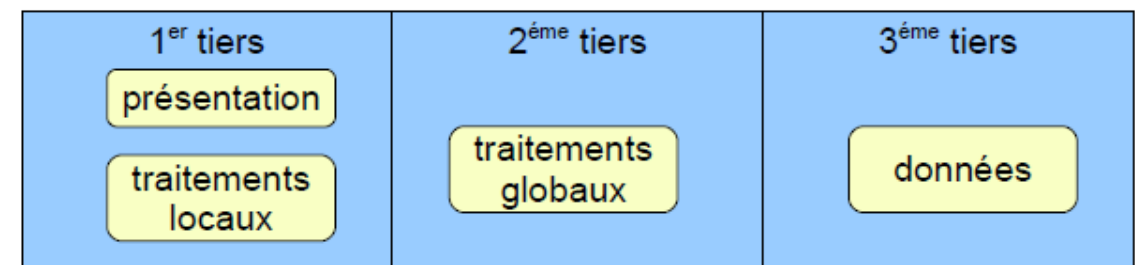 1er tiers
présentation
traitements
locaux
2éme tiers
traitements
globaux
3éme tiers
données